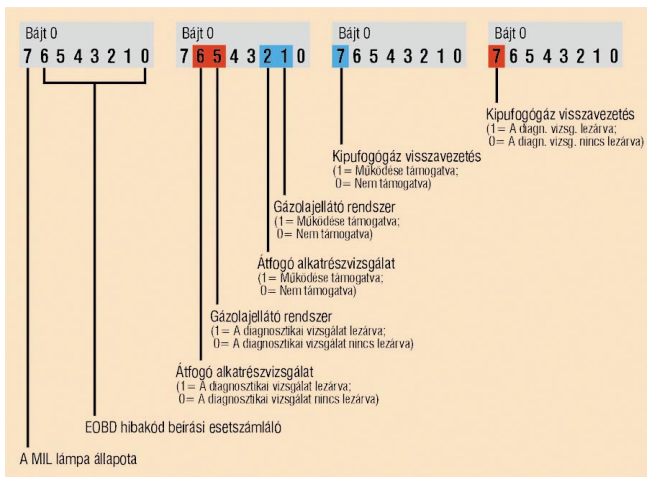 Bájt 0
7 6 5 4 3 2 1 0
Bájt 0
7 6 5 4 3 2 1 0
Bájt 0
7 6 5 4 3 2 1 0
Bájt 0
7 6 5 4 3 2 1 0
Kipufogógáz visszavezetés
(1= A diagn. vizsg. lezárva;
0= A diagn. vizsg. nincs lezárva)
Kipufogógáz visszavezetés
(1= Működése támogatva;
0= Nem támogatva)
Gázolajellátó rendszer
(1= Működése támogatva;
0= Nem támogatva)
Átfogó alkatrészvizsgálat
(1= Működése támogatva;
0= Nem támogatva)
Gázolajellátó rendszer
(1= A diagnosztikai vizsgálat lezárva;
0= A diagnosztikai vizsgálat nincs lezárva)
Átfogó alkatrészvizsgálat
(1= A diagnosztikai vizsgálat lezárva;
0= A diagnosztikai vizsgálat nincs lezárva)
EOBD hibakód beírási esetszámláló
A MIL lámpa állapota